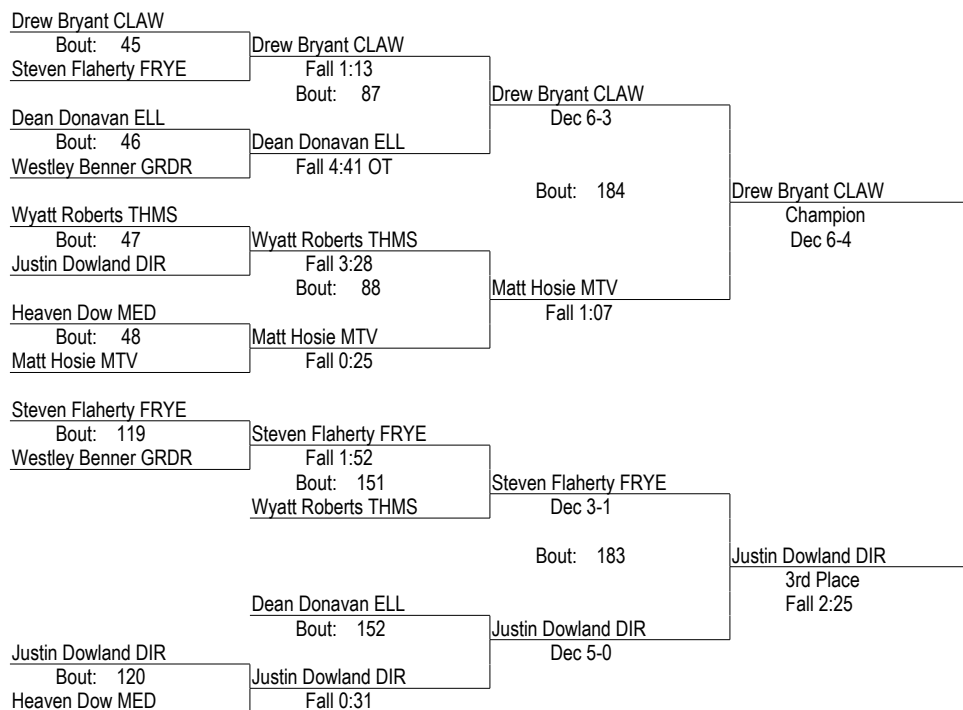 Drew Bryant CLAW
Bout: 45
Drew Bryant CLAW
Steven Flaherty FRYE
Fall 1:13
Bout: 87
Drew Bryant CLAW
Dean Donavan ELL
Dec 6-3
Bout: 46
Dean Donavan ELL
Westley Benner GRDR
Fall 4:41 OT
Bout: 184
Drew Bryant CLAW
Wyatt Roberts THMS
Champion
Bout: 47
Wyatt Roberts THMS
Dec 6-4
Justin Dowland DIR
Fall 3:28
Bout: 88
Matt Hosie MTV
Heaven Dow MED
Fall 1:07
Bout: 48
Matt Hosie MTV
Matt Hosie MTV
Fall 0:25
Steven Flaherty FRYE
Bout: 119
Steven Flaherty FRYE
Westley Benner GRDR
Fall 1:52
Bout: 151
Steven Flaherty FRYE
Wyatt Roberts THMS
Dec 3-1
Bout: 183
Justin Dowland DIR
3rd Place
Dean Donavan ELL
Fall 2:25
Bout: 152
Justin Dowland DIR
Justin Dowland DIR
Dec 5-0
Bout: 120
Justin Dowland DIR
Heaven Dow MED
Fall 0:31